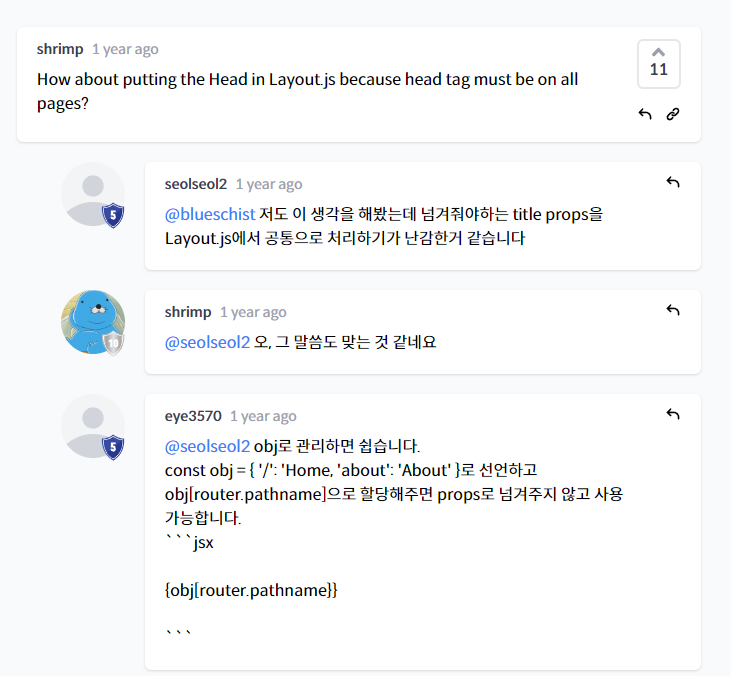 shrimp 1 year ago
How about putting the Head in Layout.js because head tag must be on all
pages?
11
seolseol2 1 year ago
5
@blueschist 저도 이 생각을 해봤는데 넘겨줘야하는 title props을
Layout.js에서 공통으로 처리하기가 난감한거 같습니다
shrimp 1 year ago
10
@seolseol2 오, 그 말씀도 맞는 것 같네요
eye3570 1 year ago
5
@seolseol2 obj로 관리하면 쉽습니다.
const obj = { '/': 'Home, 'about': 'About' }로 선언하고
obj[router.pathname]으로 할당해주면 props로 넘겨주지 않고 사용
가능합니다.
```jsx
{obj[router.pathname}}
```